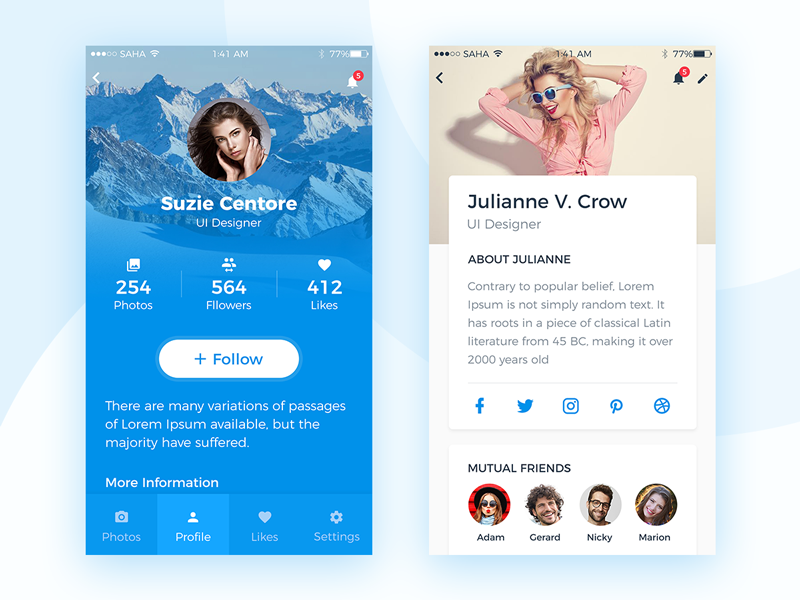 SAHA 1:41 AM 77%
5
Suzie Centore
UI Designer
254 564 412
Photos Fllowers Likes
+ Follow
There are many variations of passages
of Lorem Ipsum available, but the
majority have suffered.
More Information
Photos Profile Likes Settings
SAHA 1:41 AM 77%
5
Julianne V. Crow
UI Designer
ABOUT JULIANNE
Contrary to popular belief, Lorem
Ipsum is not simply random text. It
has roots in a piece of classical Latin
literature from 45 BC, making it over
2000 years old
MUTUAL FRIENDS
Adam Gerard Nicky Marion